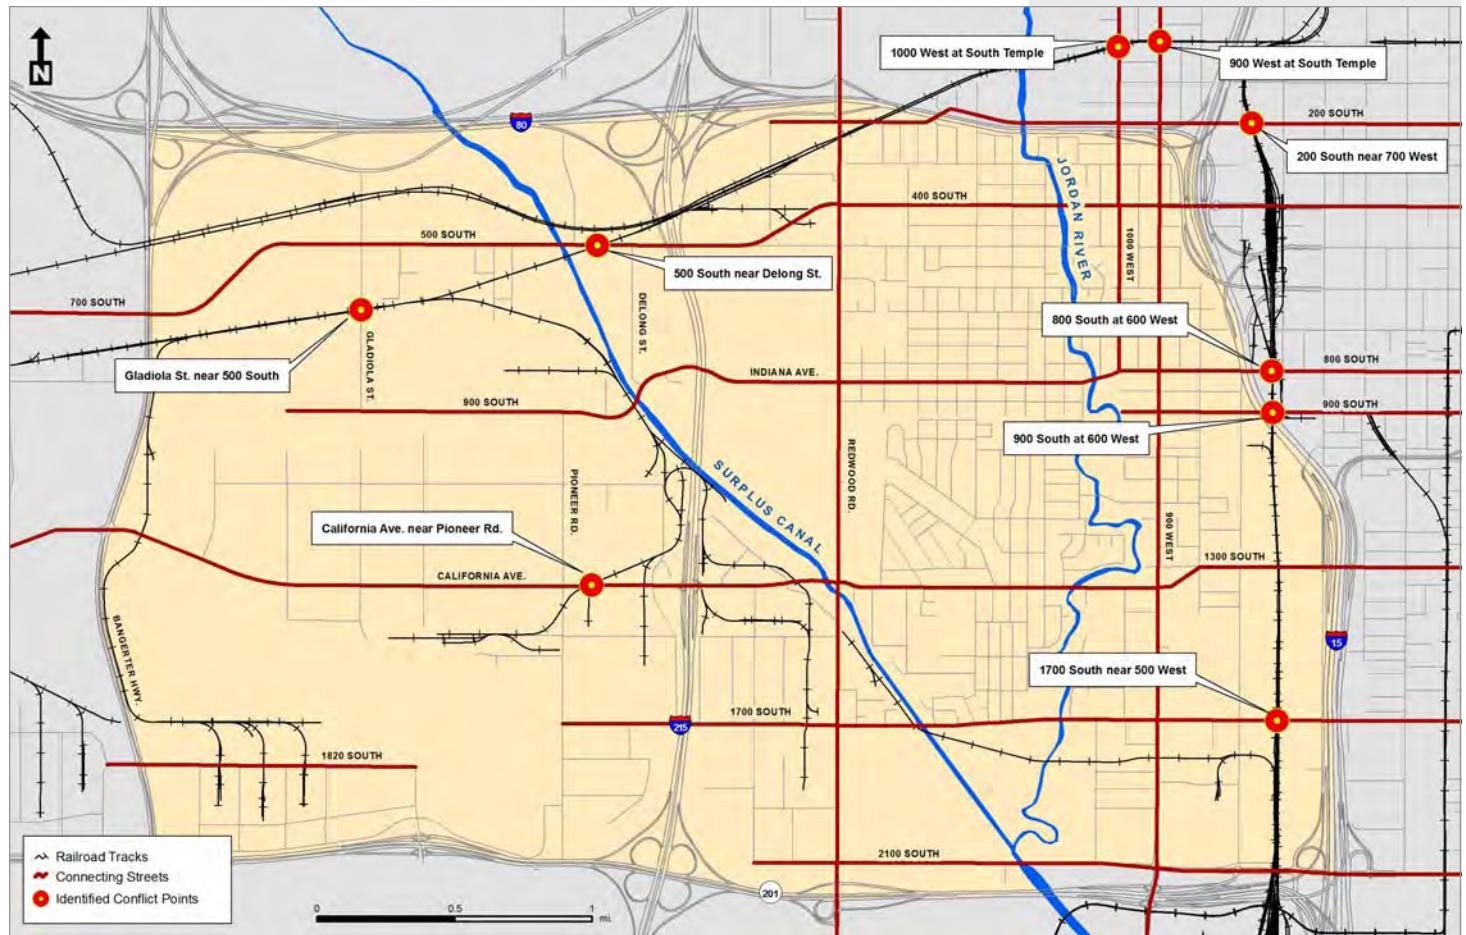 N
1000 West at South Temple
900 West at South Temple
80
200 SOUTH
200 South near 700 West
JORDAN RIVER
400 SOUTH
500 SOUTH
1000 WEST
500 South near Delong St.
700 SOUTH
DELONG ST.
800 South at 600 West
GLADIOLA ST.
800 SOUTH
Gladiola St. near 500 South
INDIANA AVE.
900 SOUTH
900 SOUTH
900 South at 600 West
REDWOOD RD.
SURPLUS CANAL
PIONEER RD.
California Ave. near Pioneer Rd.
900 WEST
1300 SOUTH
CALIFORNIA AVE.
BANGERTER HWY.
15
1700 South near 500 West
1700 SOUTH
215
1820 SOUTH
2100 SOUTH
Railroad Tracks
Connecting Streets
Identified Conflict Points
201
0 0.5 1
mi.